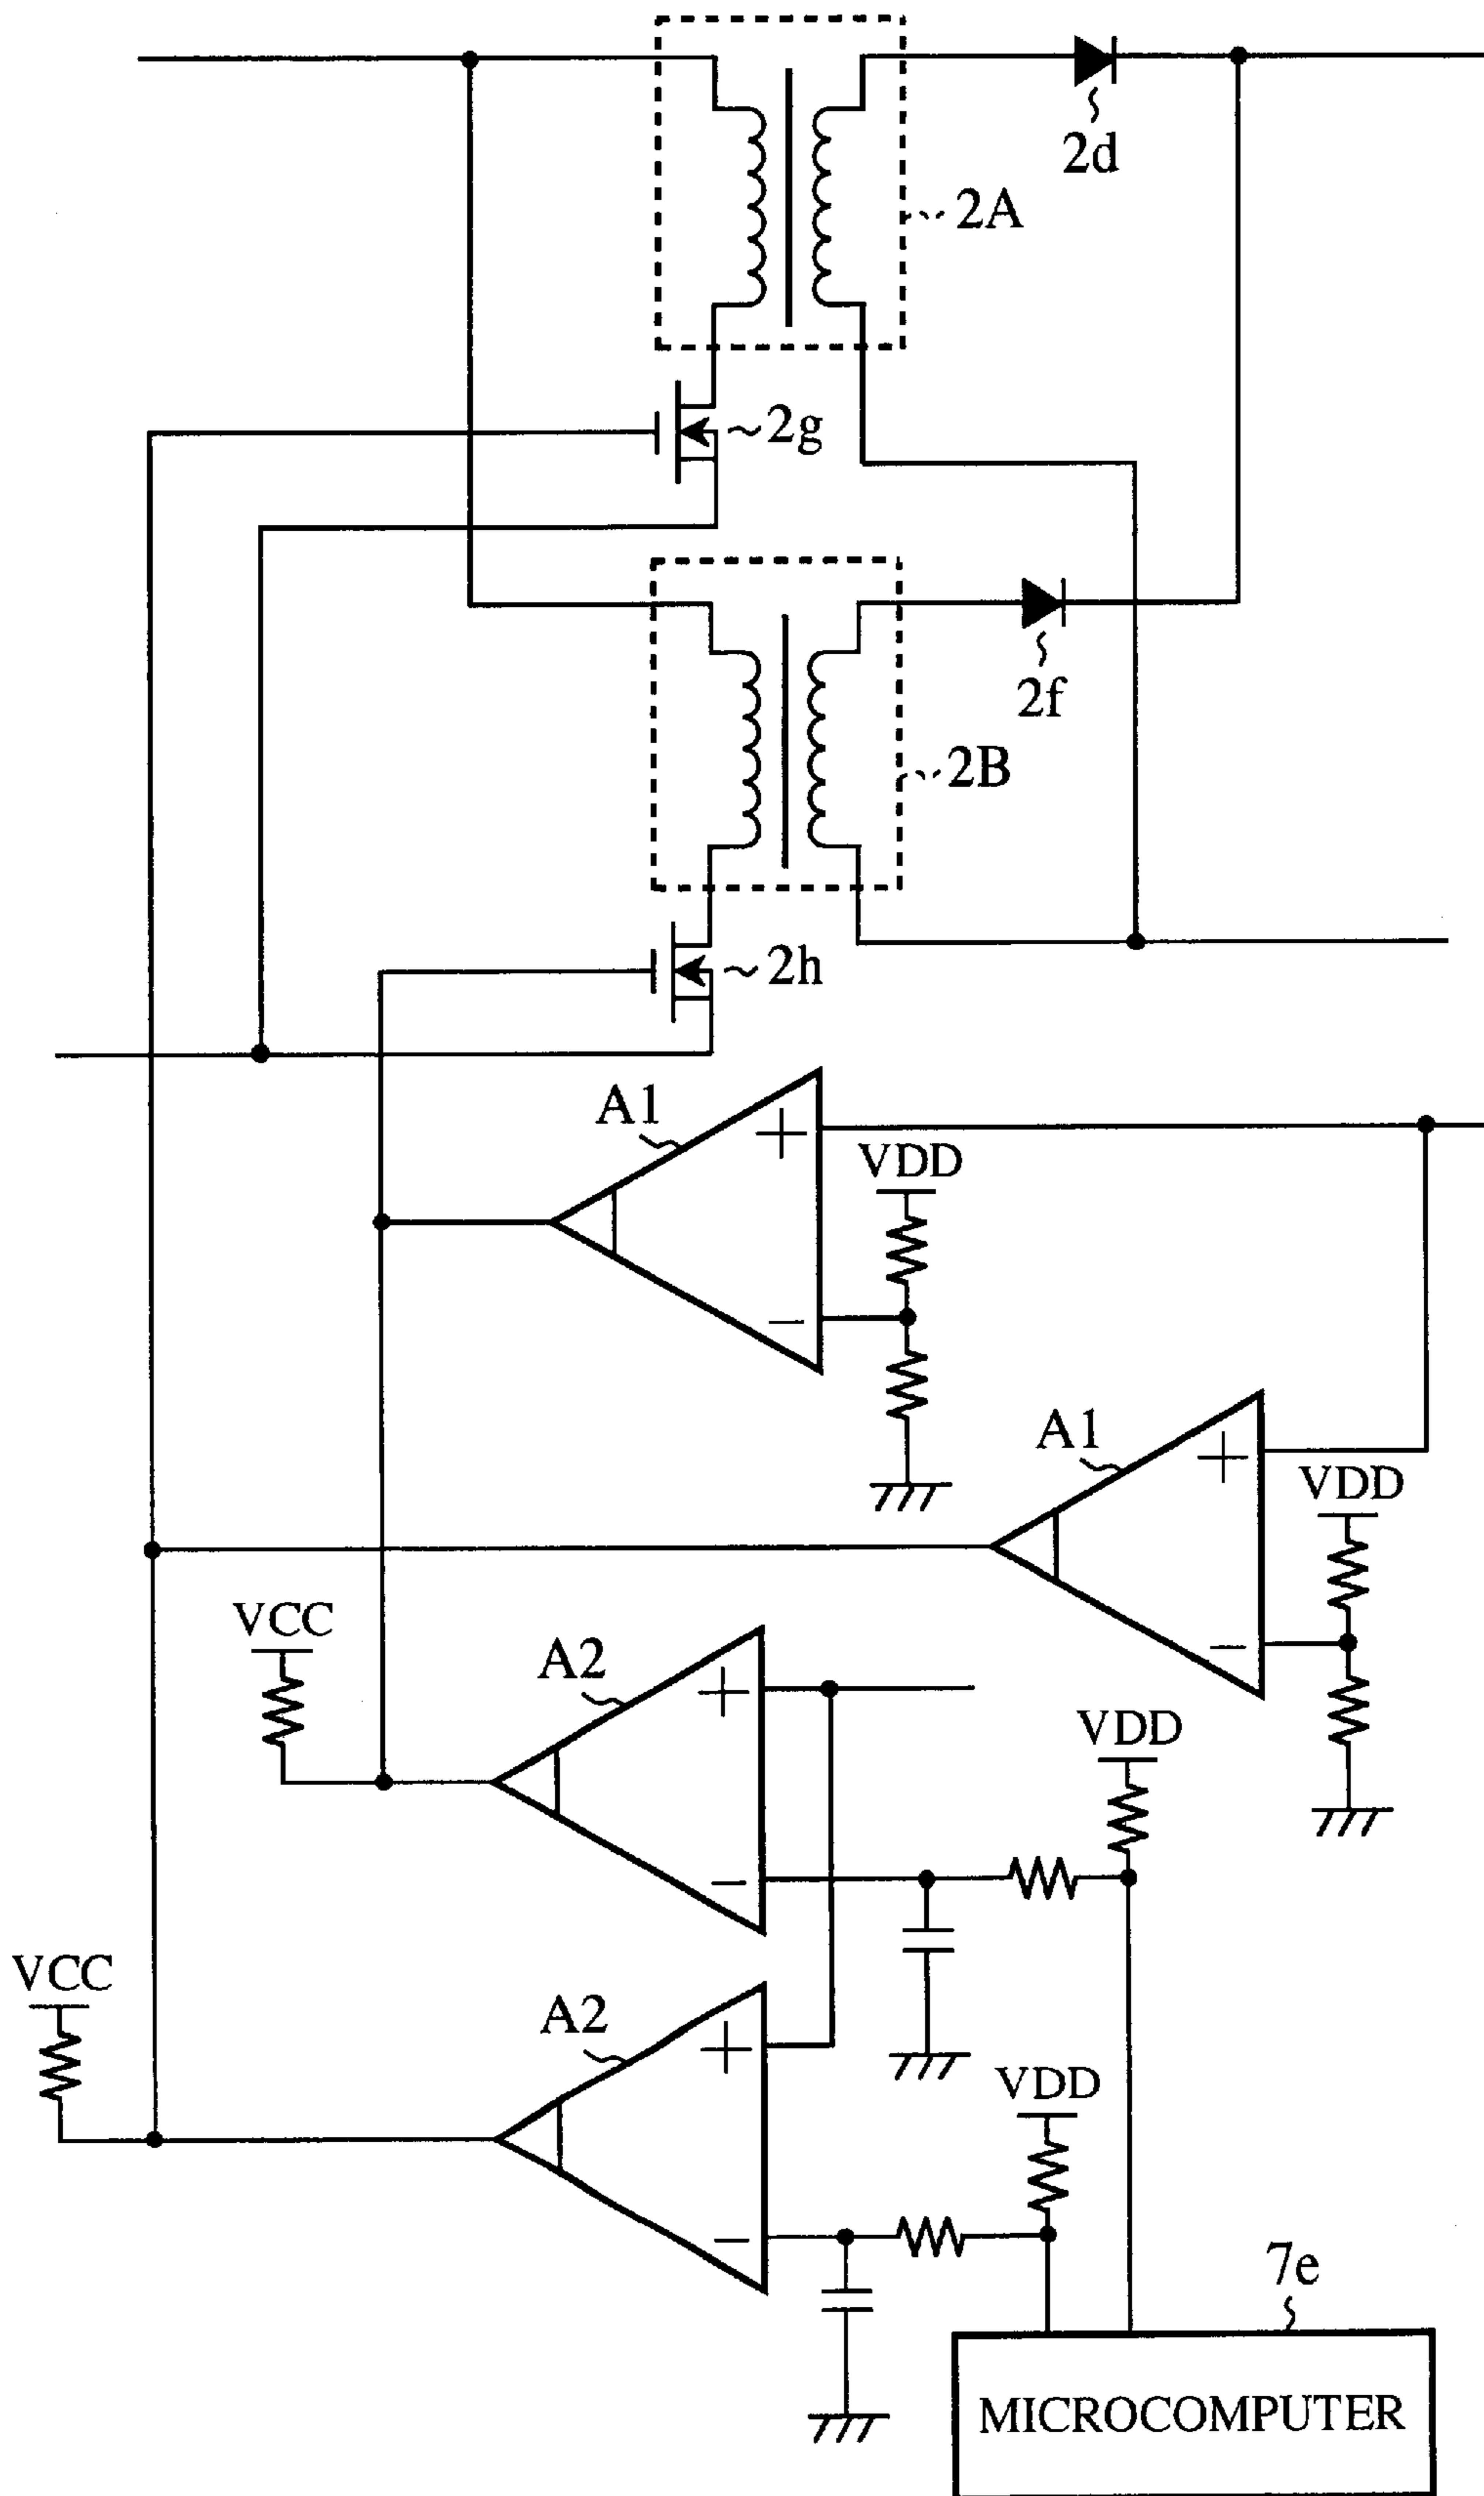 2d
2A
2g
2f
2B
2h
A1
+
VDD
−
A1
+
VDD
−
VCC
A2
+
VDD
−
VCC
A2
+
VDD
−
7e
MICROCOMPUTER